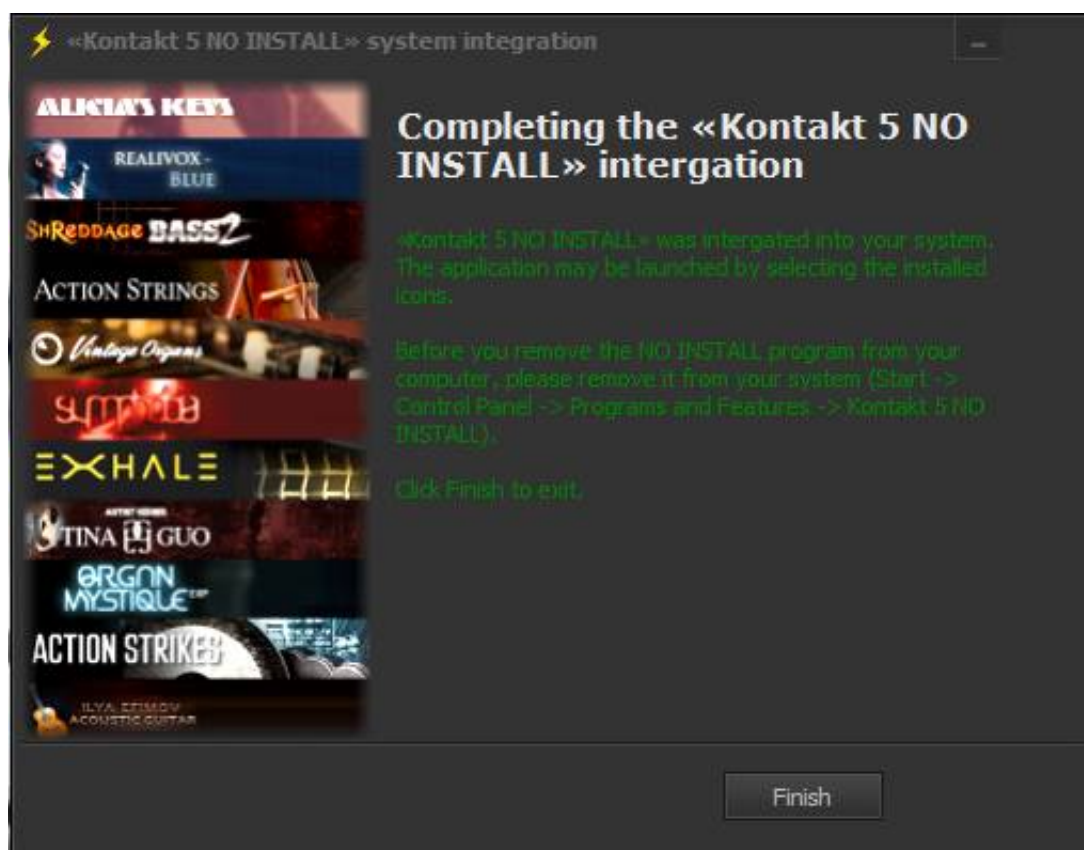 «Kontakt 5 NO INSTALL» system integration
ALICIA'S KEYS
REALIVOX -
BLUE
SHREDDAGE BASS 2
ACTION STRINGS
Vintage Organs
EXHALE
ARTIST SERIES
TINA GUO
ORGAN
MYSTIQUE
ACTION STRIKES
ILYA EFIMOV
ACOUSTIC GUITAR
Completing the «Kontakt 5 NO
INSTALL» intergation
«Kontakt 5 NO INSTALL» was intergated into your system.
The application may be launched by selecting the installed
icons.
Before you remove the NO INSTALL program from your
computer, please remove it from your system (Start ->
Control Panel -> Programs and Features -> Kontakt 5 NO
INSTALL).
Click Finish to exit.
Finish